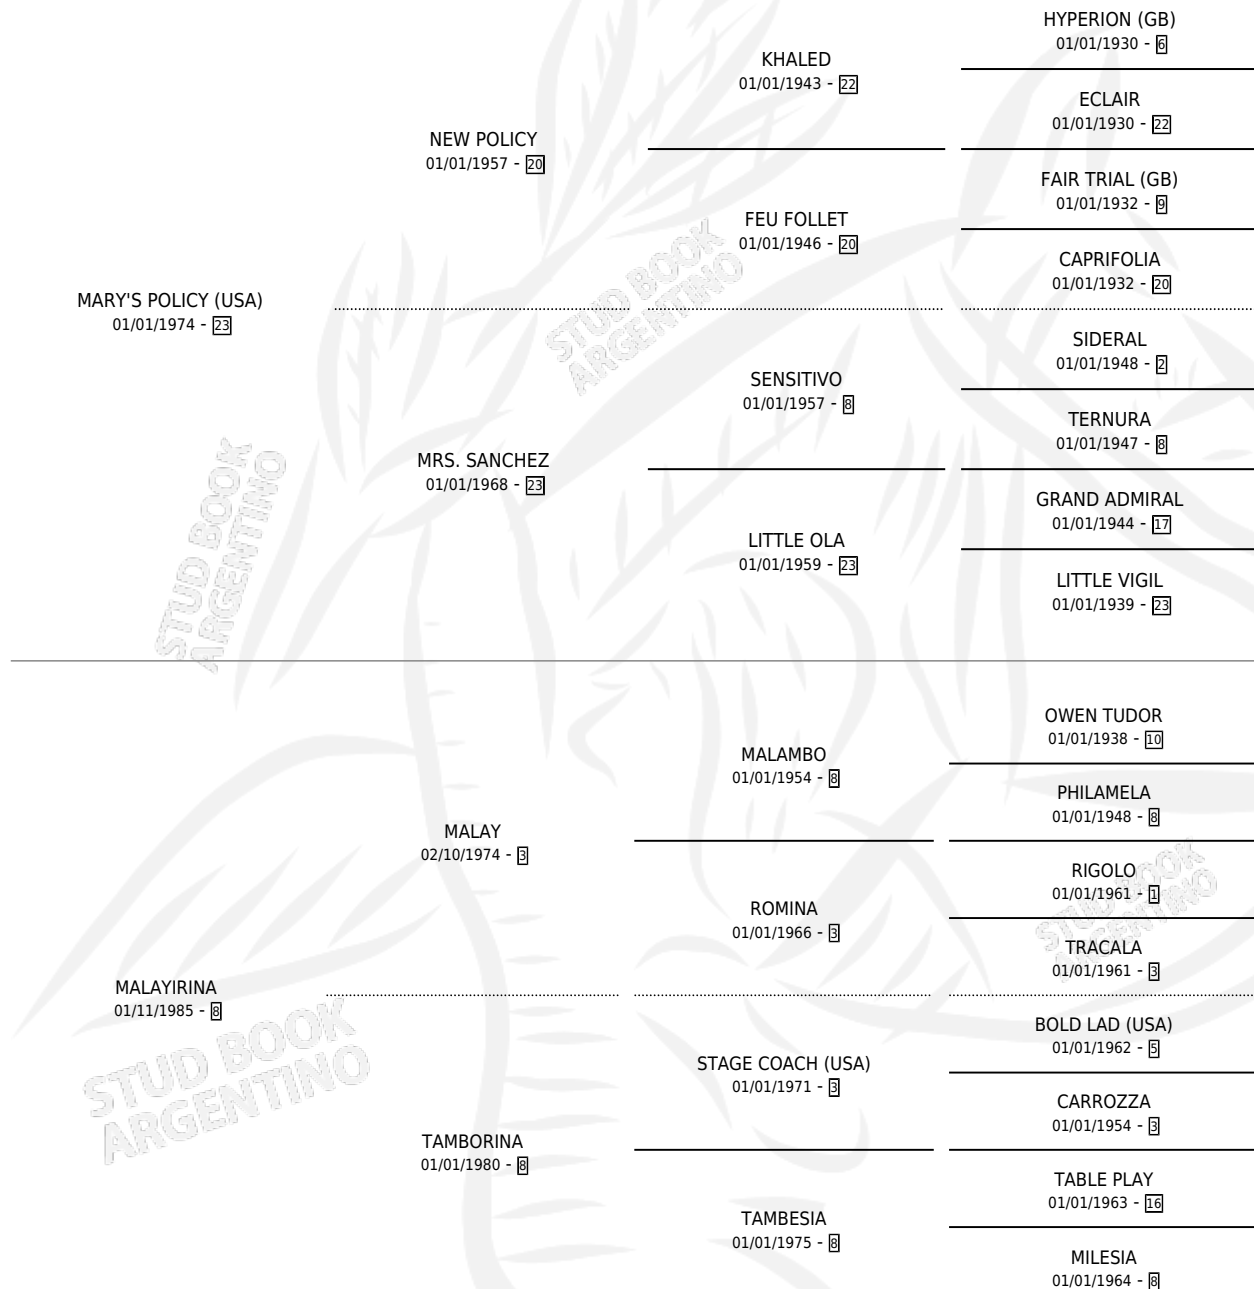 HYPERION (GB)
01/01/1930 - 6
KHALED
01/01/1943 - 22
ECLAIR
01/01/1930 - 22
NEW POLICY
01/01/1957 - 20
FAIR TRIAL (GB)
01/01/1932 - 9
FEU FOLLET
01/01/1946 - 20
CAPRIFOLIA
01/01/1932 - 20
MARY'S POLICY (USA)
01/01/1974 - 23
SIDERAL
01/01/1948 - 2
SENSITIVO
01/01/1957 - 8
TERNURA
01/01/1947 - 8
MRS. SANCHEZ
01/01/1968 - 23
GRAND ADMIRAL
01/01/1944 - 17
LITTLE OLA
01/01/1959 - 23
LITTLE VIGIL
01/01/1939 - 23
OWEN TUDOR
01/01/1938 - 10
MALAMBO
01/01/1954 - 8
PHILAMELA
01/01/1948 - 8
MALAY
02/10/1974 - 3
RIGOLO
01/01/1961 - 1
ROMINA
01/01/1966 - 3
TRACALA
01/01/1961 - 3
MALAYIRINA
01/11/1985 - 8
BOLD LAD (USA)
01/01/1962 - 5
STAGE COACH (USA)
01/01/1971 - 3
CARROZZA
01/01/1954 - 3
TAMBORINA
01/01/1980 - 8
TABLE PLAY
01/01/1963 - 16
TAMBESIA
01/01/1975 - 8
MILESIA
01/01/1964 - 8
STUD BOOK
ARGENTINO
STUD BOOK
ARGENTINO
STUD BOOK
ARGENTINO
STUD BOOK
ARGENTINO